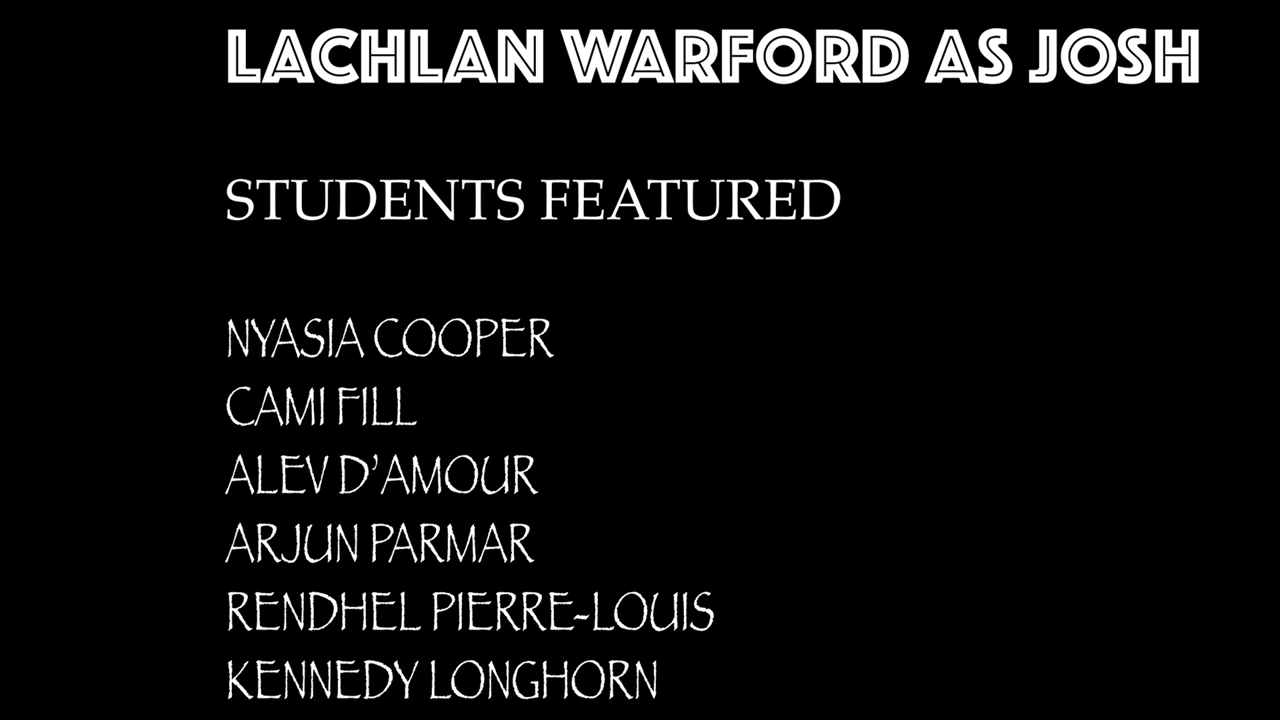 LACHLAN WARFORD AS JOSH
STUDENTS FEATURED
NYASIA COOPER
CAMI FILL
ALEV D'AMOUR
ARJUN PARMAR
RENDHEL PIERRE-LOUIS
KENNEDY LONGHORN